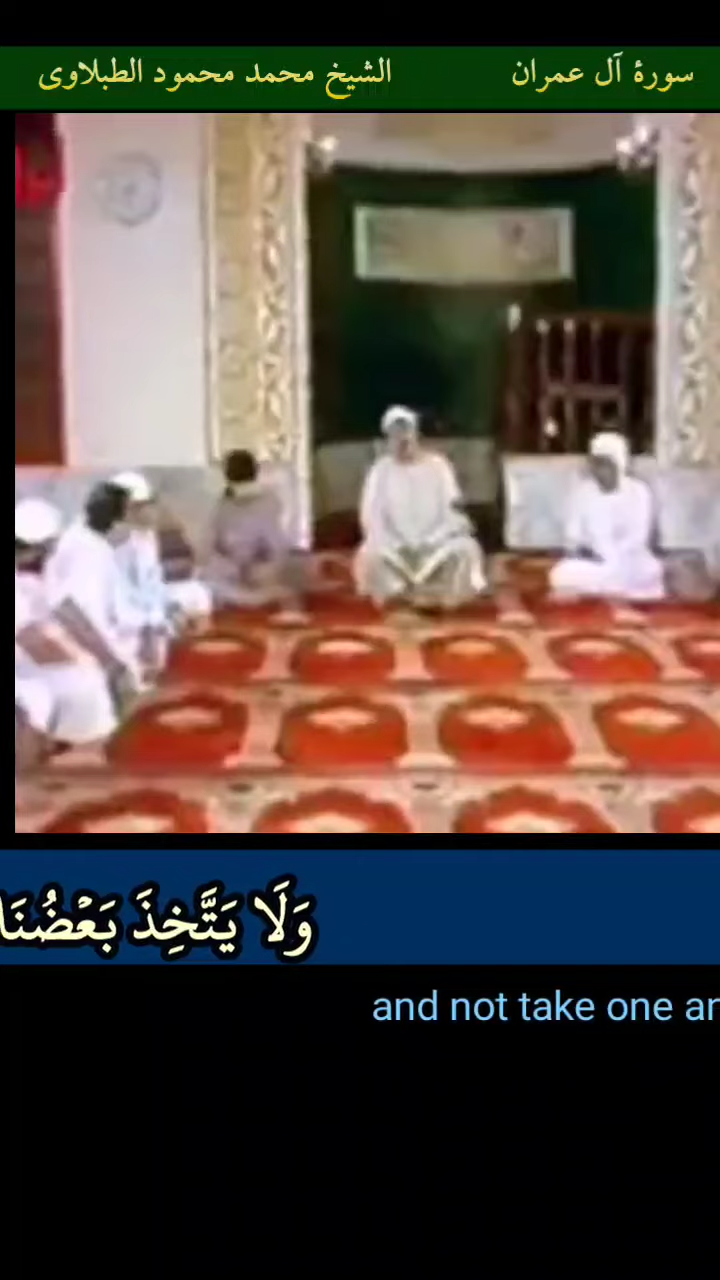 سورة آل عمران الشيخ محمد محمود الطبلاوى
وَلَا يَتَّخِذَ بَعْضُنَا
and not take one an